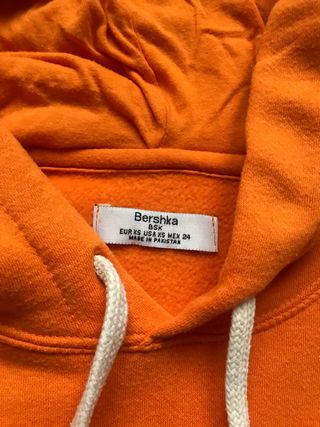 Bershka
BSK
EUR XS USA XS MEX 24
MADE IN PAKISTAN